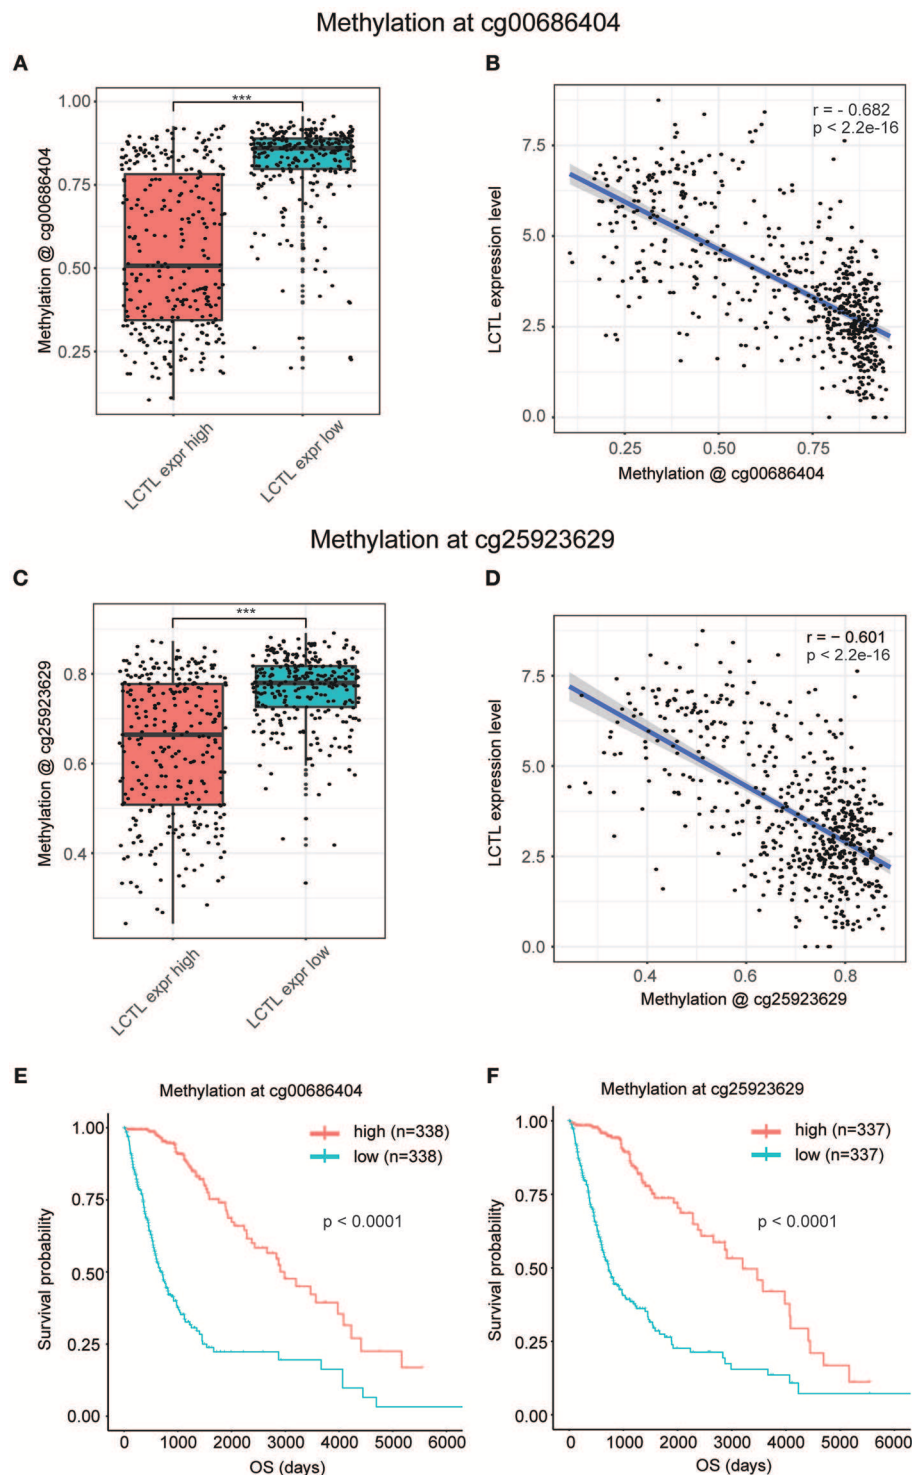 Methylation at cg00686404
A
Methylation @ cg00686404
1.00
0.75
0.50
0.25
***
LCTL expr high
LCTL expr low
B
LCTL expression level
7.5
5.0
2.5
0.0
r = - 0.682
p < 2.2e-16
0.25 0.50 0.75
Methylation @ cg00686404
Methylation at cg25923629
C
Methylation @ cg25923629
0.8
0.6
0.4
***
LCTL expr high
LCTL expr low
D
LCTL expression level
7.5
5.0
2.5
0.0
r = − 0.601
p < 2.2e-16
0.4 0.6 0.8
Methylation @ cg25923629
E
Methylation at cg00686404
Survival probability
1.00
0.75
0.50
0.25
0.00
high (n=338)
low (n=338)
p < 0.0001
0 1000 2000 3000 4000 5000 6000
OS (days)
F
Methylation at cg25923629
Survival probability
1.00
0.75
0.50
0.25
0.00
high (n=337)
low (n=337)
p < 0.0001
0 1000 2000 3000 4000 5000 6000
OS (days)